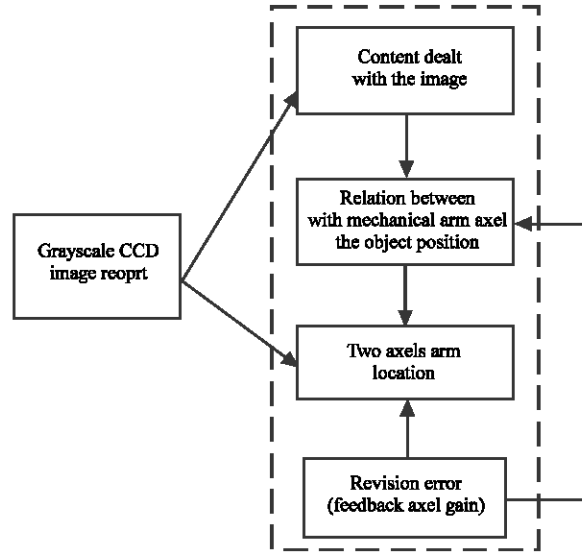 Content dealt
with the image
Relation between
with mechanical arm axel
the object position
Grayscale CCD
image reoprt
Two axels arm
location
Revision error
(feedback axel gain)